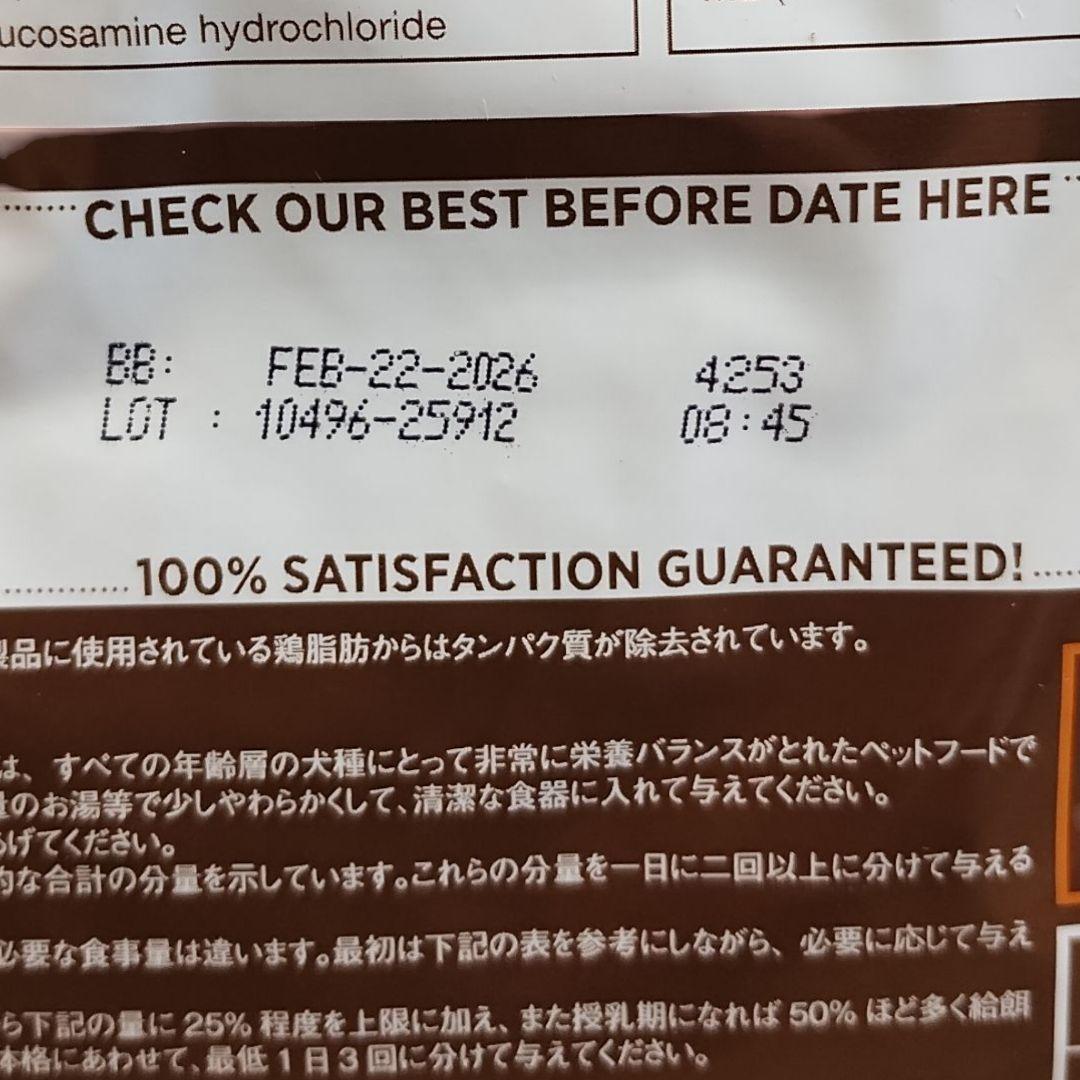 ucosamine hydrochloride
CHECK OUR BEST BEFORE DATE HERE
BB: FEB-22-2026 4253
LOT : 10496-25912 08:45
100% SATISFACTION GUARANTEED!
製品に使用されている鶏脂肪からはタンパク質が除去されています。
は、すべての年齢層の犬種にとって非常に栄養バランスがとれたペットフードで
量のお湯等で少しやわらかくして、清潔な食器に入れて与えてください。
あげてください。
的な合計の分量を示しています。これらの分量を一日に二回以上に分けて与える
必要な食事量は違います。最初は下記の表を参考にしながら、必要に応じて与え
ら下記の量に 25% 程度を上限に加え、また授乳期になれば 50% ほど多く給餌
本格にあわせて、最低 1 日 3 回に分けて与えてください。